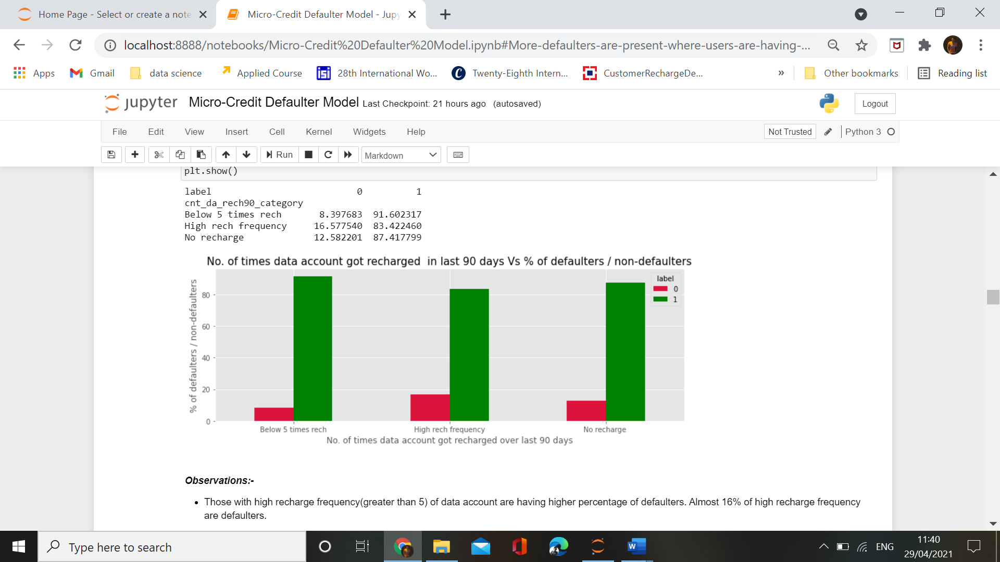 Home Page - Select or create a note
Micro-Credit Defaulter Model - Jupy
localhost:8888/notebooks/Micro-Credit%20Defaulter%20Model.ipynb#More-defaulters-are-present-where-users-are-having-...
Apps
Gmail
data science
Applied Course
isi
28th International Wo...
C
Twenty-Eighth Intern...
CustomerRechargeDe...
»
Other bookmarks
Reading list
jupyter Micro-Credit Defaulter Model Last Checkpoint: 21 hours ago (autosaved)
Logout
File Edit View Insert Cell Kernel Widgets Help
Not Trusted
Python 3
Run
Markdown
plt.show()
label 0 1
cnt_da_rech90_category
Below 5 times rech 8.397683 91.602317
High rech frequency 16.577540 83.422460
No recharge 12.582201 87.417799
No. of times data account got recharged in last 90 days Vs % of defaulters / non-defaulters
% of defaulters / non-defaulters
80
60
40
20
0
label
0
1
Below 5 times rech
High rech frequency
No recharge
No. of times data account got recharged over last 90 days
Observations:-
• Those with high recharge frequency(greater than 5) of data account are having higher percentage of defaulters. Almost 16% of high recharge frequency
are defaulters.
Type here to search
W
ENG
11:40
29/04/2021